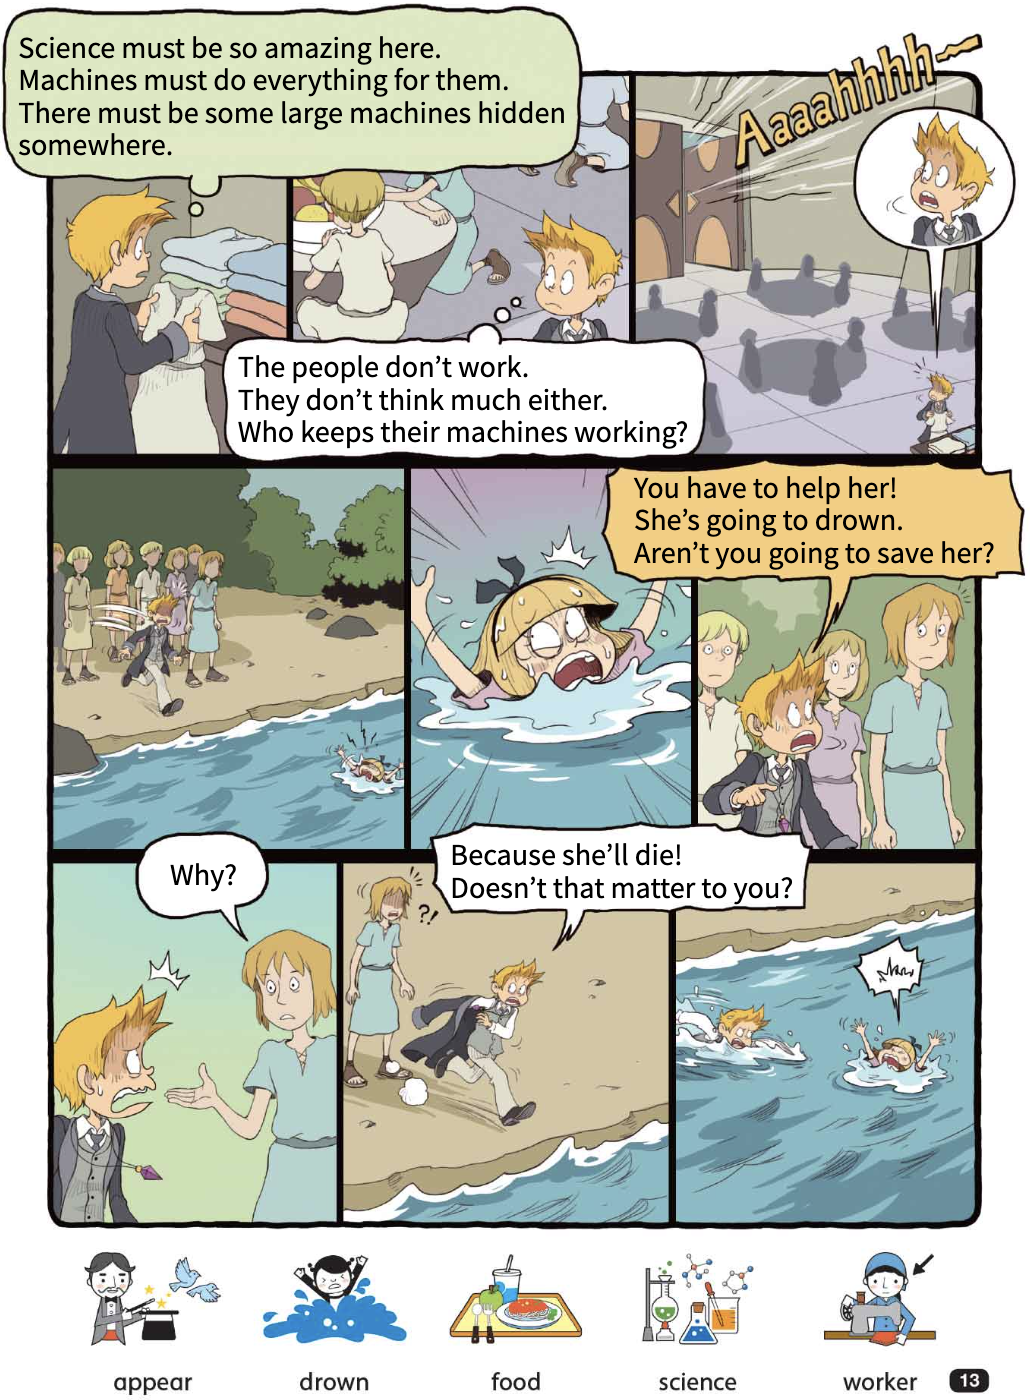 Science must be so amazing here.
Machines must do everything for them.
There must be some large machines hidden
somewhere.
Aaaahhhh—
The people don't work.
They don't think much either.
Who keeps their machines working?
You have to help her!
She's going to drown.
Aren't you going to save her?
Why?
Because she'll die!
Doesn't that matter to you?
?!
appear
drown
food
science
worker
13